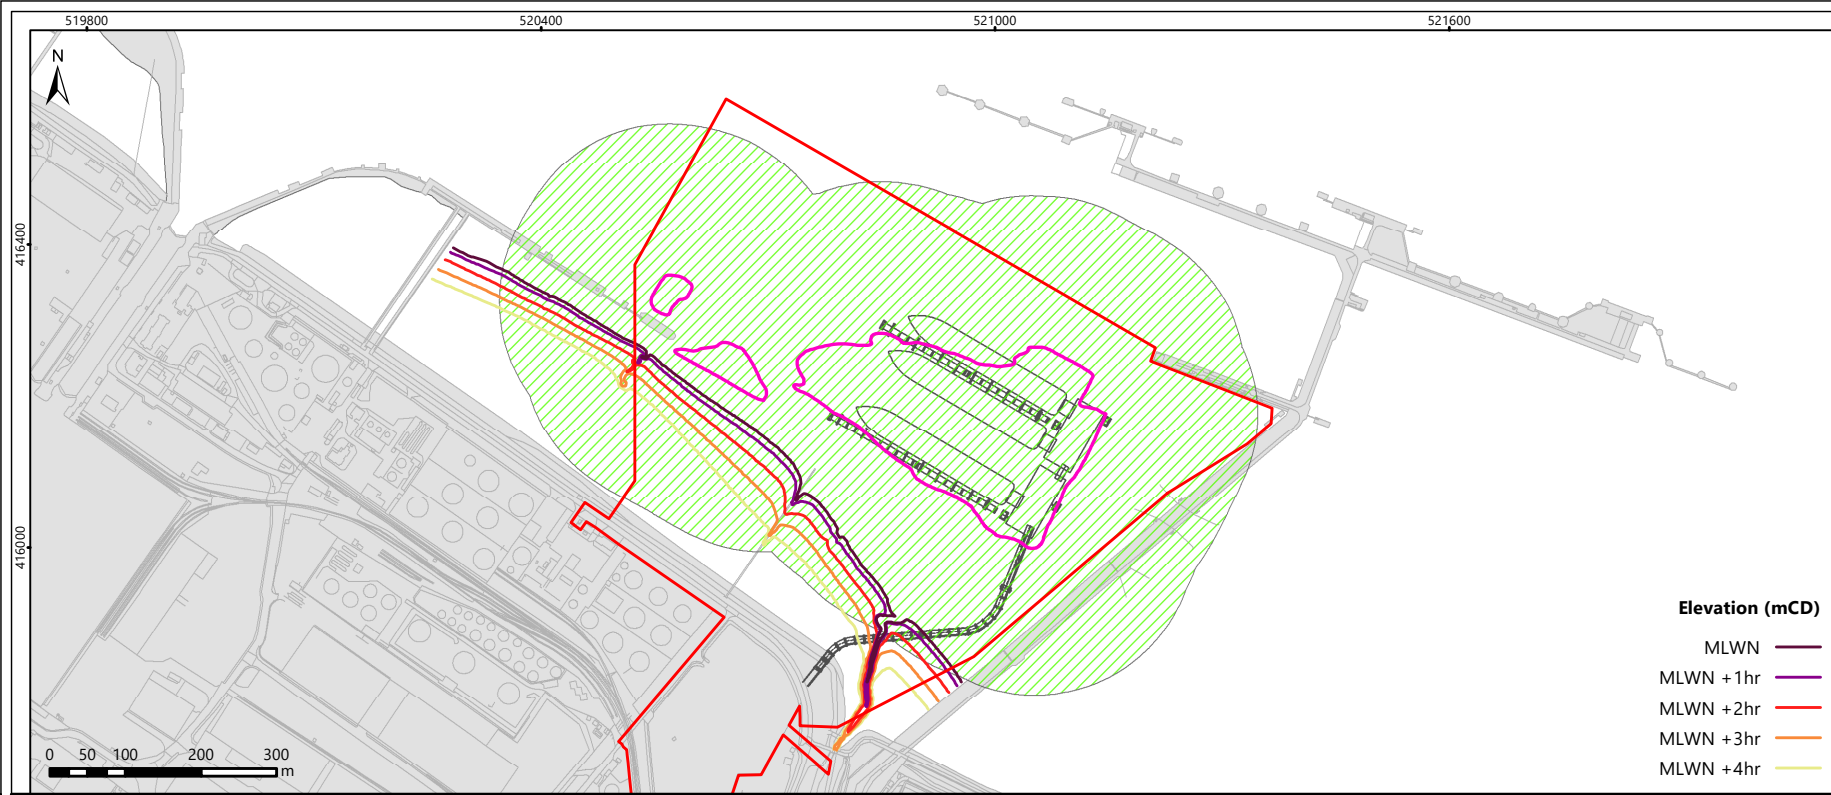 519800 520400 521000 521600
N
416400
416000
Elevation (mCD)
MLWN
MLWN +1hr
MLWN +2hr
MLWN +3hr
MLWN +4hr
0 50 100 200 300
m